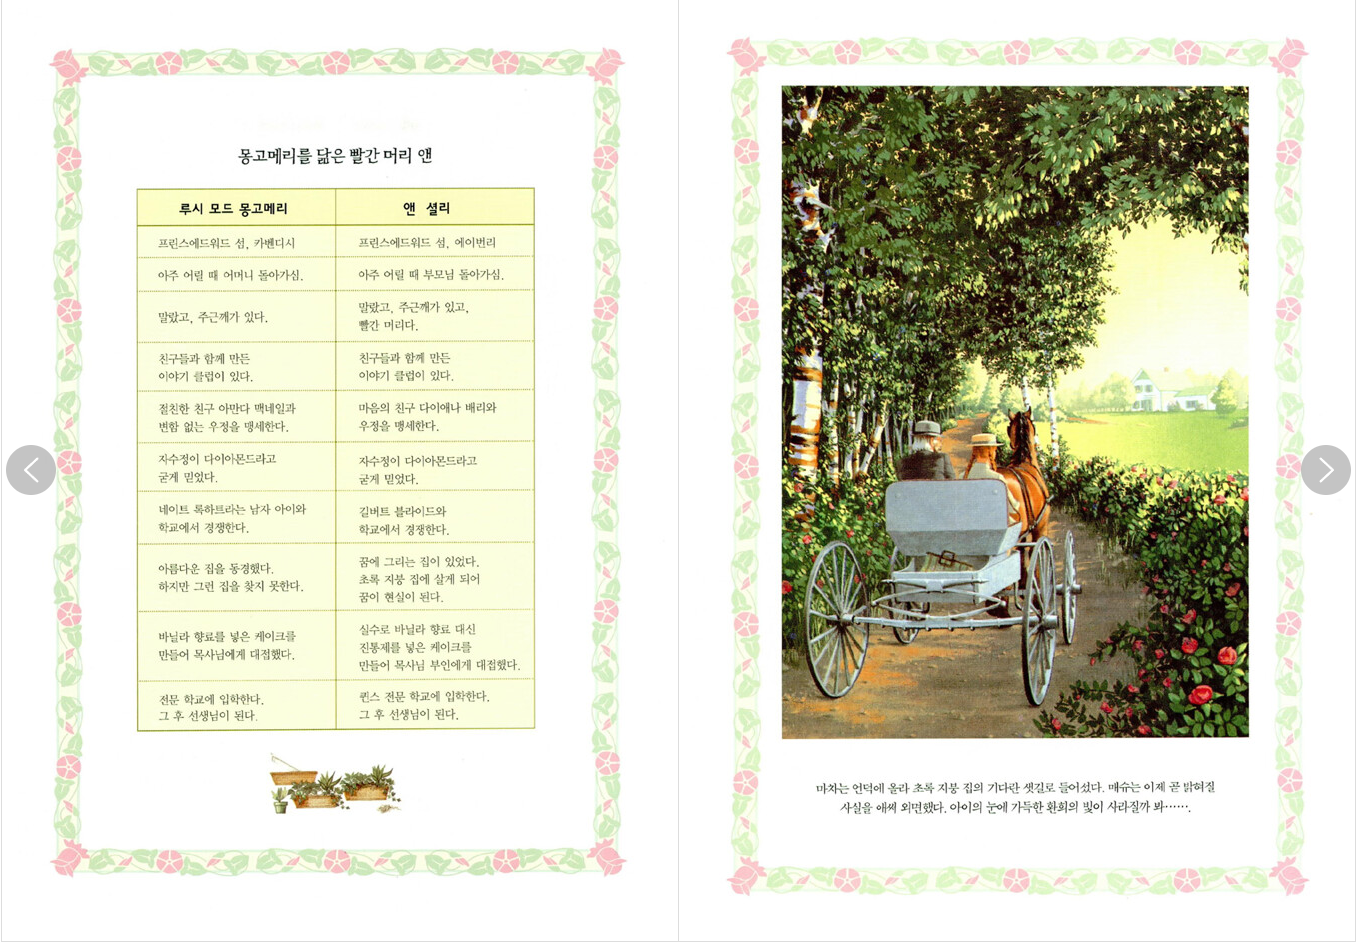 몽고메리를 닮은 빨간 머리 앤
루시 모드 몽고메리
앤 셜리
프린스에드워드 섬, 카벤디시
프린스에드워드 섬, 에이번리
아주 어릴 때 어머니 돌아가심.
아주 어릴 때 부모님 돌아가심.
말랐고, 주근깨가 있다.
말랐고, 주근깨가 있고,
빨간 머리다.
친구들과 함께 만든
이야기 클럽이 있다.
친구들과 함께 만든
이야기 클럽이 있다.
절친한 친구 아만다 맥네일과
변함 없는 우정을 맹세한다.
마음의 친구 다이애나 배리와
우정을 맹세한다.
자수정이 다이아몬드라고
굳게 믿었다.
자수정이 다이아몬드라고
굳게 믿었다.
네이트 록하트라는 남자 아이와
학교에서 경쟁한다.
길버트 블라이드와
학교에서 경쟁한다.
아름다운 집을 동경했다.
하지만 그런 집을 찾지 못한다.
꿈에 그리는 집이 있었다.
초록 지붕 집에 살게 되어
꿈이 현실이 된다.
바닐라 향료를 넣은 케이크를
만들어 목사님에게 대접했다.
실수로 바닐라 향료 대신
진통제를 넣은 케이크를
만들어 목사님 부인에게 대접했다.
전문 학교에 입학한다.
그 후 선생님이 된다.
퀸스 전문 학교에 입학한다.
그 후 선생님이 된다.
마차는 언덕에 올라 초록 지붕 집의 기다란 샛길로 들어섰다. 매슈는 이제 곧 밝혀질
사실을 애써 외면했다. 아이의 눈에 가득한 환희의 빛이 사라질까 봐…….